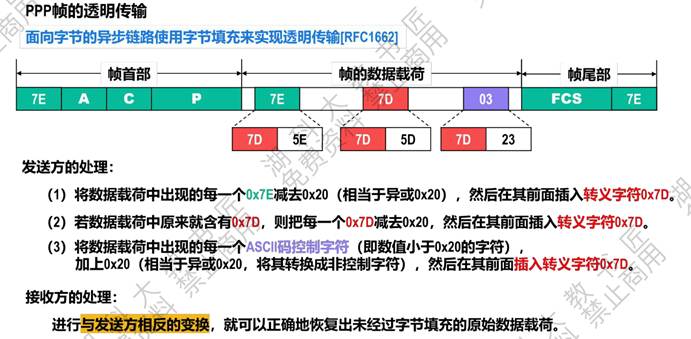 PPP帧的透明传输
面向字节的异步链路使用字节填充来实现透明传输[RFC1662]
帧首部 帧的数据载荷 帧尾部
7E A C P 7E 7D 03 FCS 7E
7D 5E 7D 5D 7D 23
发送方的处理：
（1）将数据载荷中出现的每一个0x7E减去0x20（相当于异或0x20），然后在其前面插入转义字符0x7D。
（2）若数据载荷中原来就含有0x7D，则把每一个0x7D减去0x20，然后在其前面插入转义字符0x7D。
（3）将数据载荷中出现的每一个ASCII码控制字符（即数值小于0x20的字符），
加上0x20（相当于异或0x20，将其转换成非控制字符），然后在其前面插入转义字符0x7D。
接收方的处理：
进行与发送方相反的变换，就可以正确地恢复出未经过字节填充的原始数据载荷。
湖科大教书匠
免费资料 禁止商用